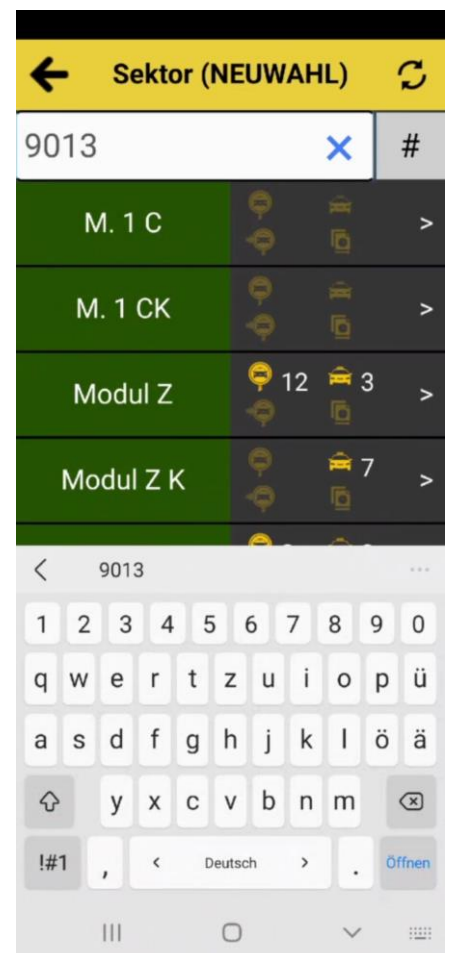 Sektor (NEUWAHL)
9013 #
M. 1 C >
M. 1 CK >
Modul Z 12 3 >
Modul Z K 7 >
9013 ...
1 2 3 4 5 6 7 8 9 0
q w e r t z u i o p ü
a s d f g h j k l ö ä
y x c v b n m
!#1 , < Deutsch > . Öffnen